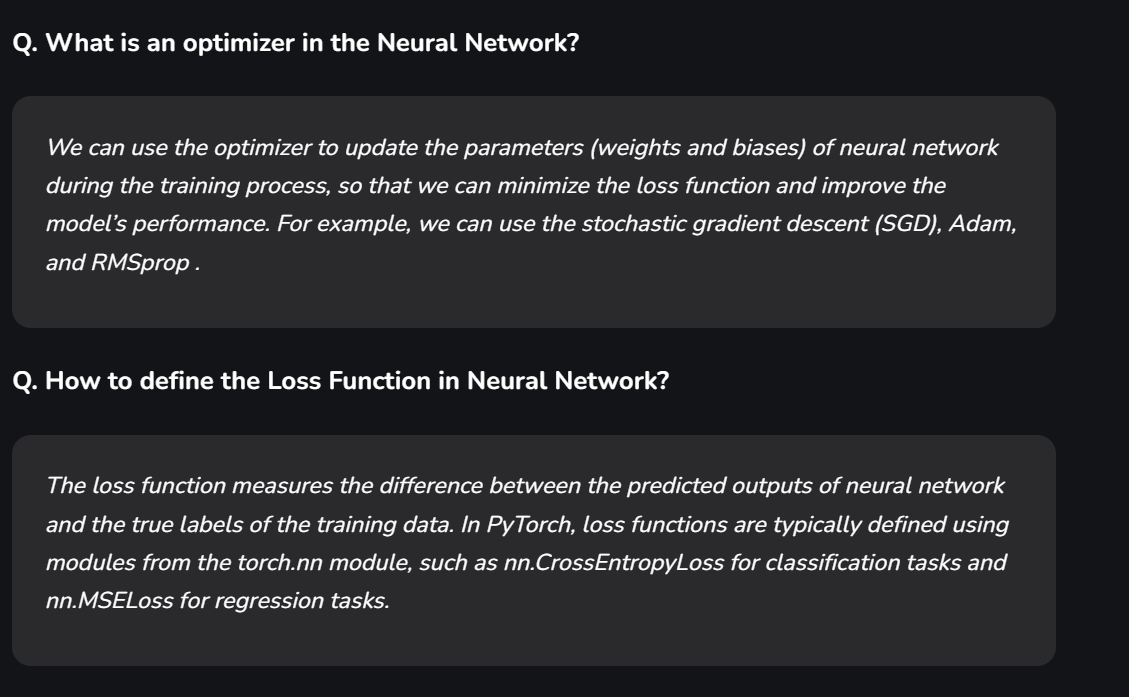 Q. What is an optimizer in the Neural Network?
We can use the optimizer to update the parameters (weights and biases) of neural network
during the training process, so that we can minimize the loss function and improve the
model’s performance. For example, we can use the stochastic gradient descent (SGD), Adam,
and RMSprop .
Q. How to define the Loss Function in Neural Network?
The loss function measures the difference between the predicted outputs of neural network
and the true labels of the training data. In PyTorch, loss functions are typically defined using
modules from the torch.nn module, such as nn.CrossEntropyLoss for classification tasks and
nn.MSELoss for regression tasks.